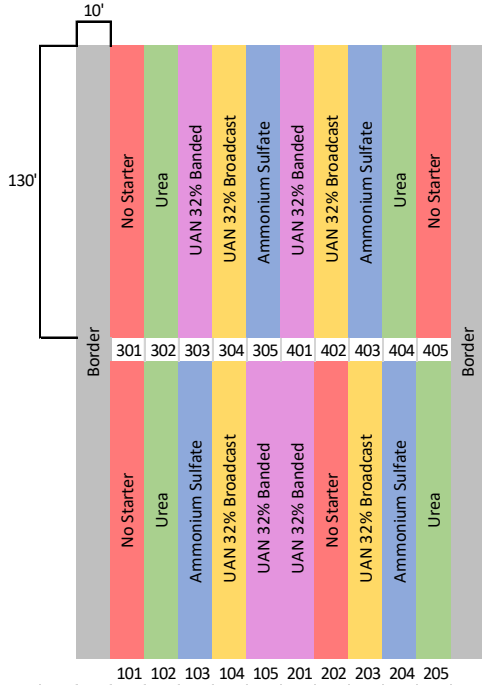 10'
130'
No Starter
Urea
UAN 32% Banded
UAN 32% Broadcast
Ammonium Sulfate
UAN 32% Banded
UAN 32% Broadcast
Ammonium Sulfate
Urea
No Starter
Border
301 302 303 304 305 401 402 403 404 405
Border
No Starter
Urea
Ammonium Sulfate
UAN 32% Broadcast
UAN 32% Banded
UAN 32% Banded
No Starter
UAN 32% Broadcast
Ammonium Sulfate
Urea
101 102 103 104 105 201 202 203 204 205